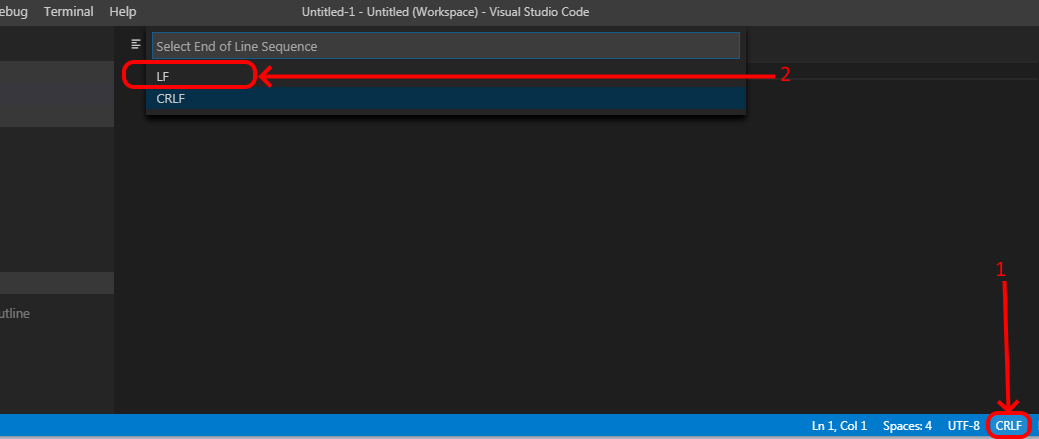 ebug Terminal Help Untitled-1 - Untitled (Workspace) - Visual Studio Code
Select End of Line Sequence
LF
2
CRLF
1
utline
Ln 1, Col 1 Spaces: 4 UTF-8 CRLF